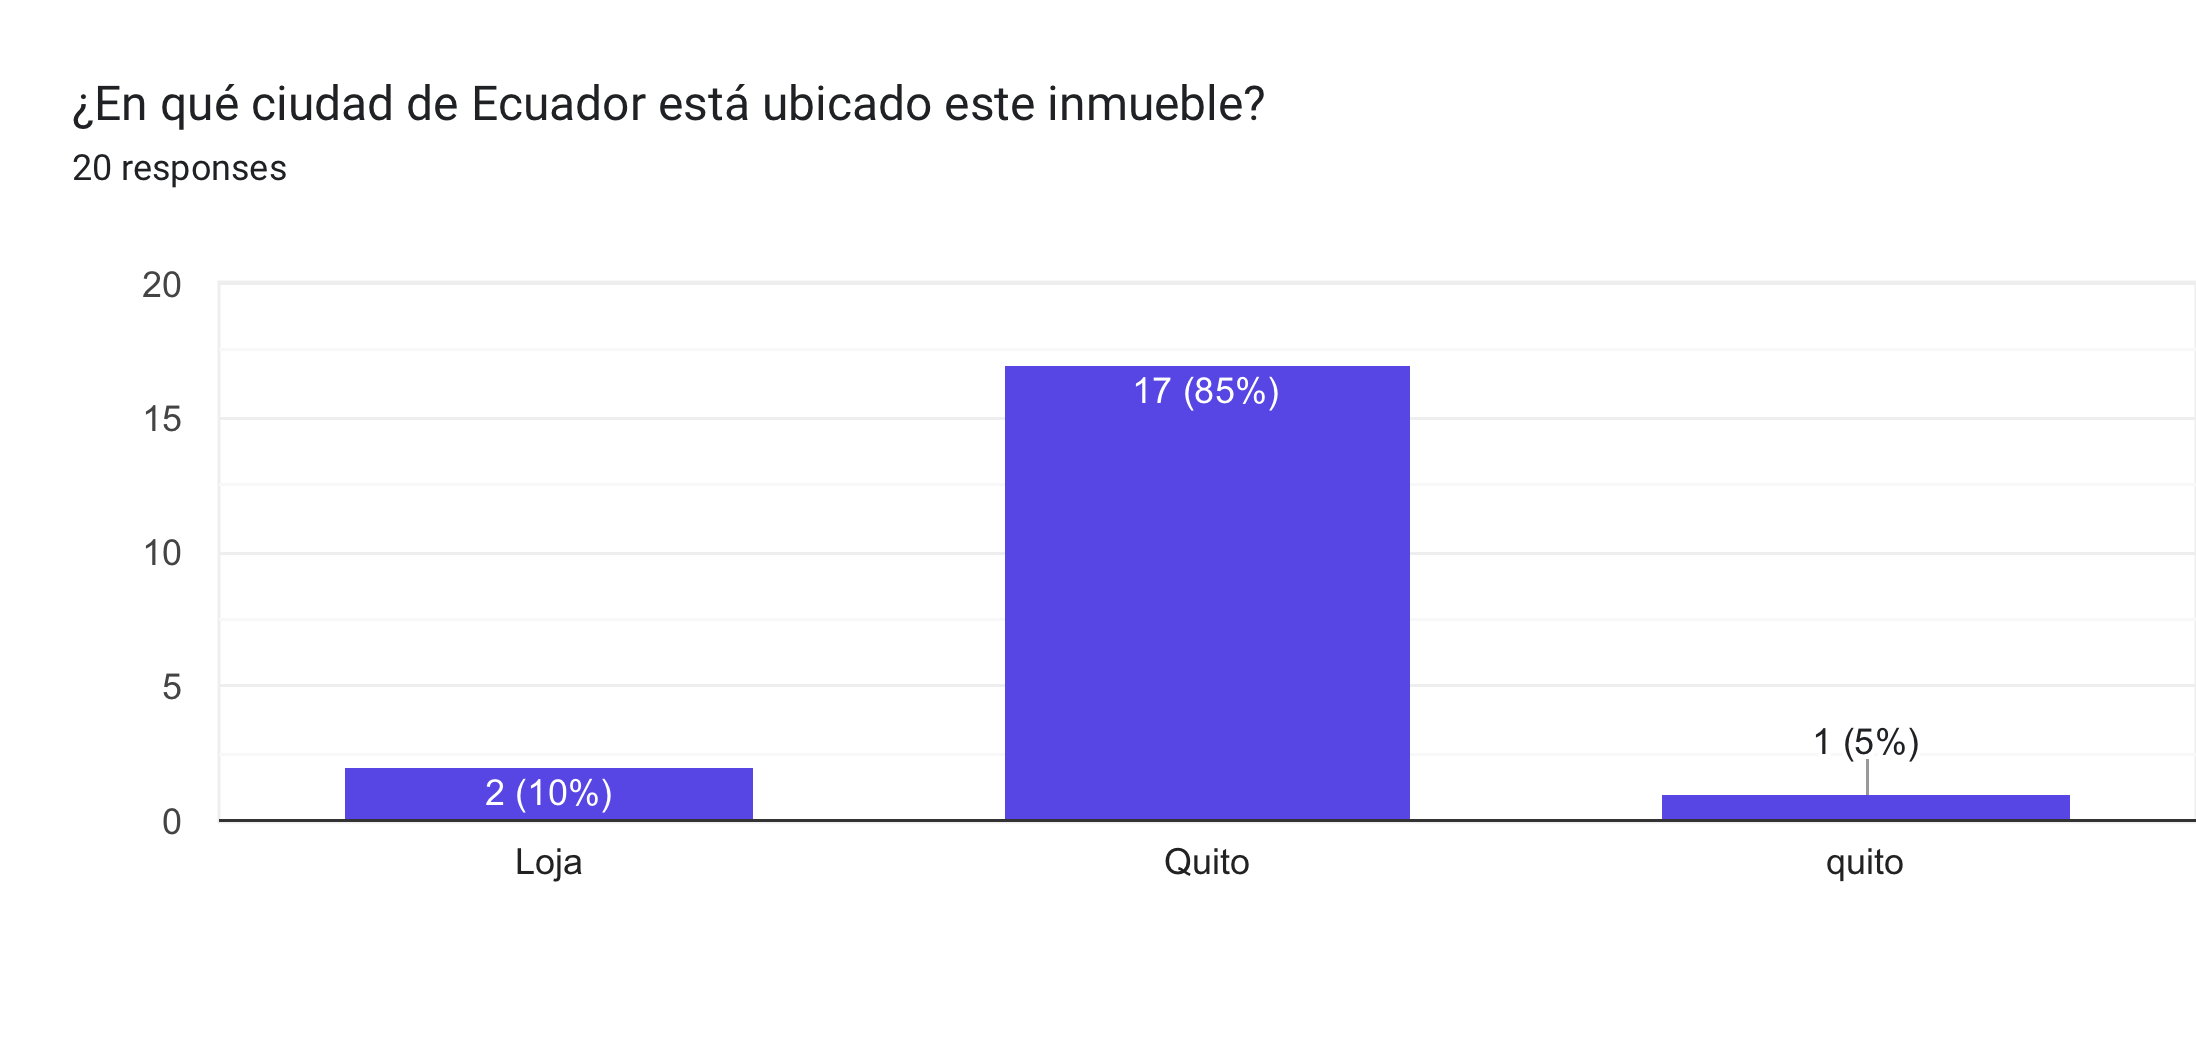 ¿En qué ciudad de Ecuador está ubicado este inmueble?
20 responses
20
15
10
5
0
2 (10%)
17 (85%)
1 (5%)
Loja
Quito
quito